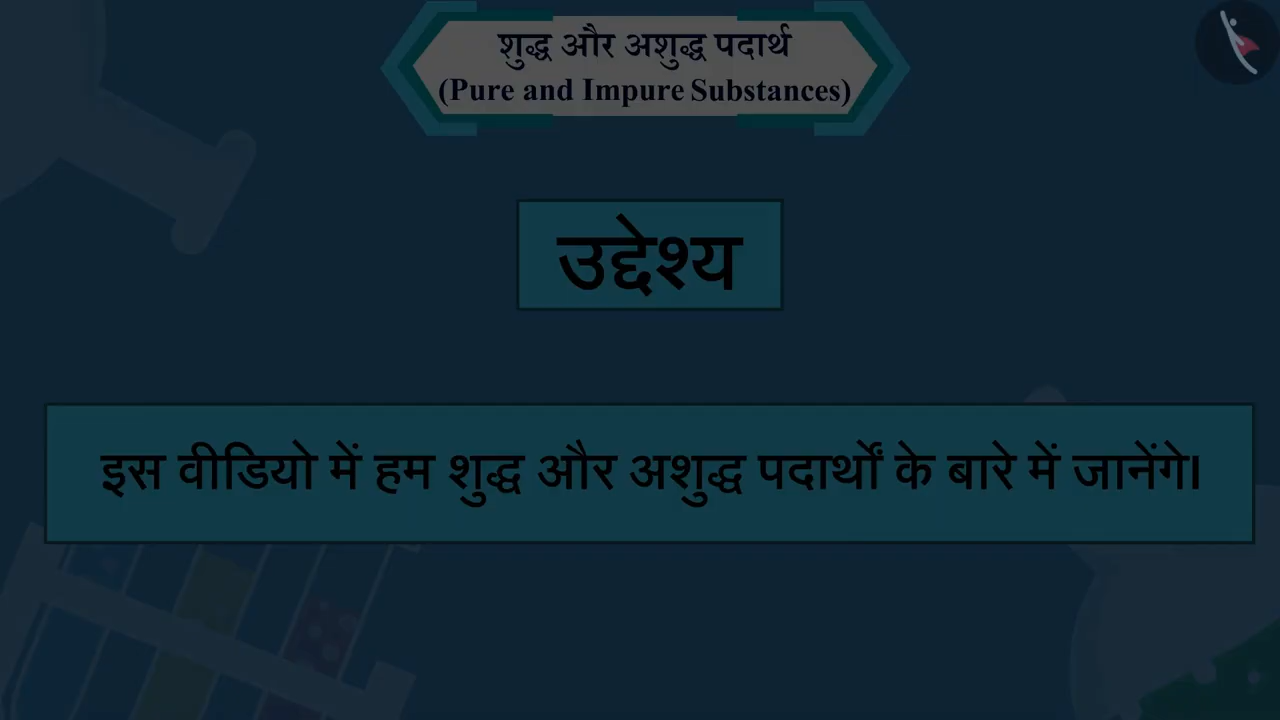 शुद्ध और अशुद्ध पदार्थ
(Pure and Impure Substances)
उद्देश्य
इस वीडियो में हम शुद्ध और अशुद्ध पदार्थों के बारे में जानेंगे।